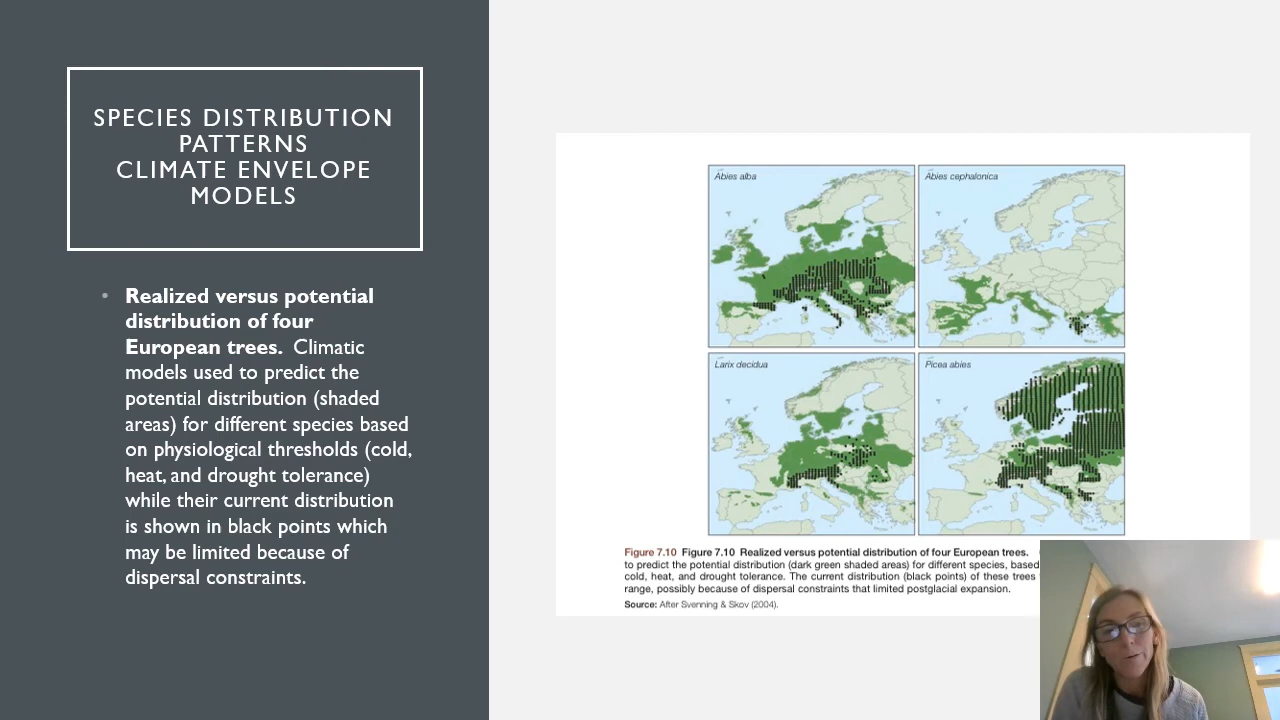 SPECIES DISTRIBUTION
PATTERNS
CLIMATE ENVELOPE
MODELS
• Realized versus potential
distribution of four
European trees. Climatic
models used to predict the
potential distribution (shaded
areas) for different species based
on physiological thresholds (cold,
heat, and drought tolerance)
while their current distribution
is shown in black points which
may be limited because of
dispersal constraints.
Abies alba
Abies cephalonica
Larix decidua
Picea abies
Figure 7.10 Figure 7.10 Realized versus potential distribution of four European trees.
to predict the potential distribution (dark green shaded areas) for different species, based
cold, heat, and drought tolerance. The current distribution (black points) of these trees
range, possibly because of dispersal constraints that limited postglacial expansion.
Source: After Svenning & Skov (2004).